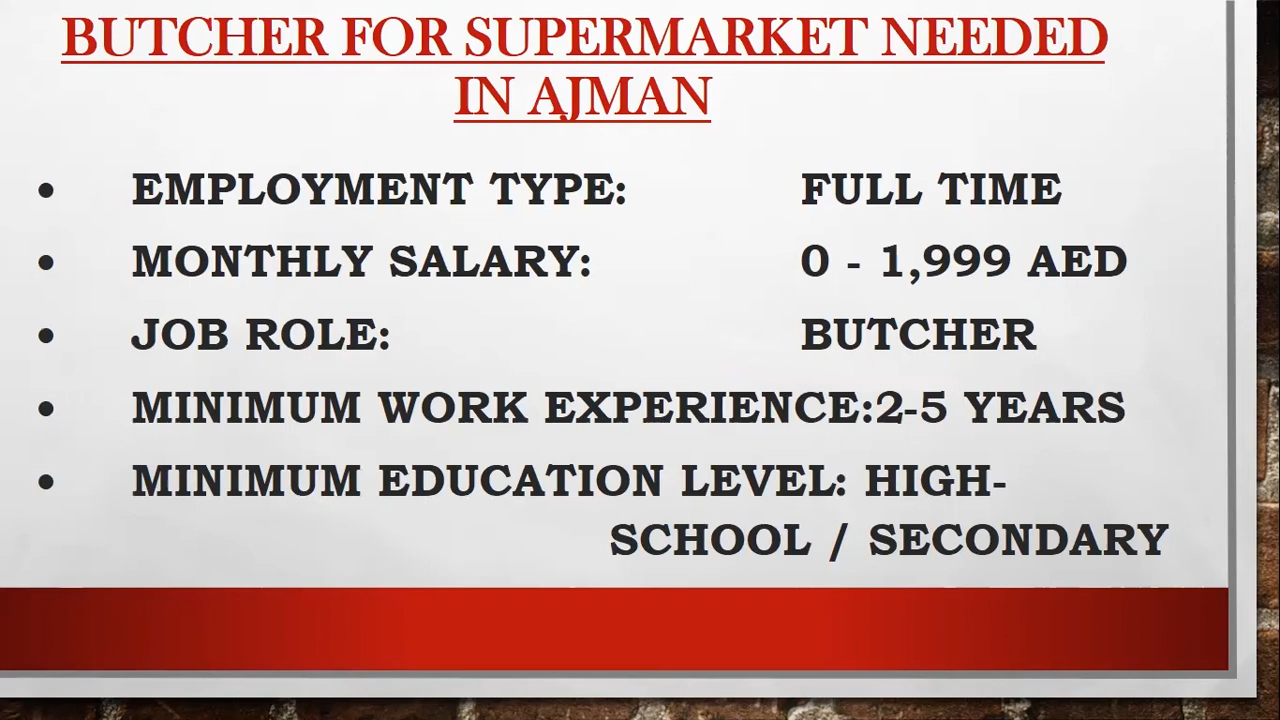 BUTCHER FOR SUPERMARKET NEEDED
IN AJMAN
• EMPLOYMENT TYPE: FULL TIME
• MONTHLY SALARY: 0 - 1,999 AED
• JOB ROLE: BUTCHER
• MINIMUM WORK EXPERIENCE:2-5 YEARS
• MINIMUM EDUCATION LEVEL: HIGH-
SCHOOL / SECONDARY